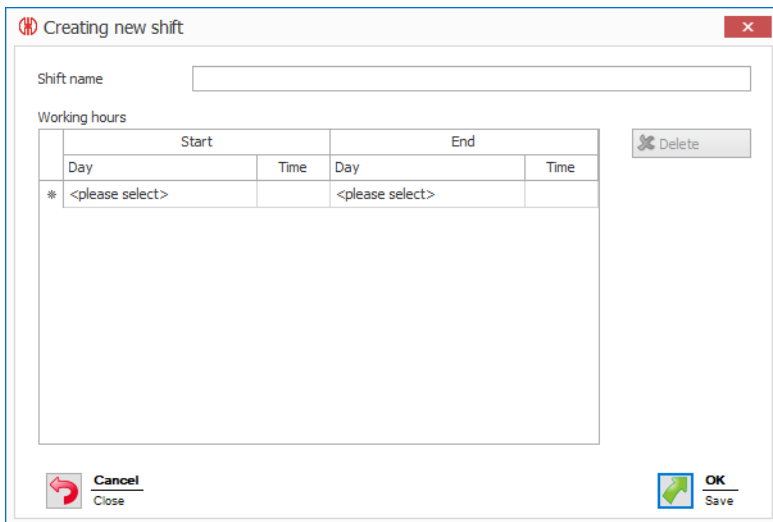 Creating new shift
Shift name
Working hours
Start End
Delete
Day Time Day Time
<please select> <please select>
Cancel OK
Close Save